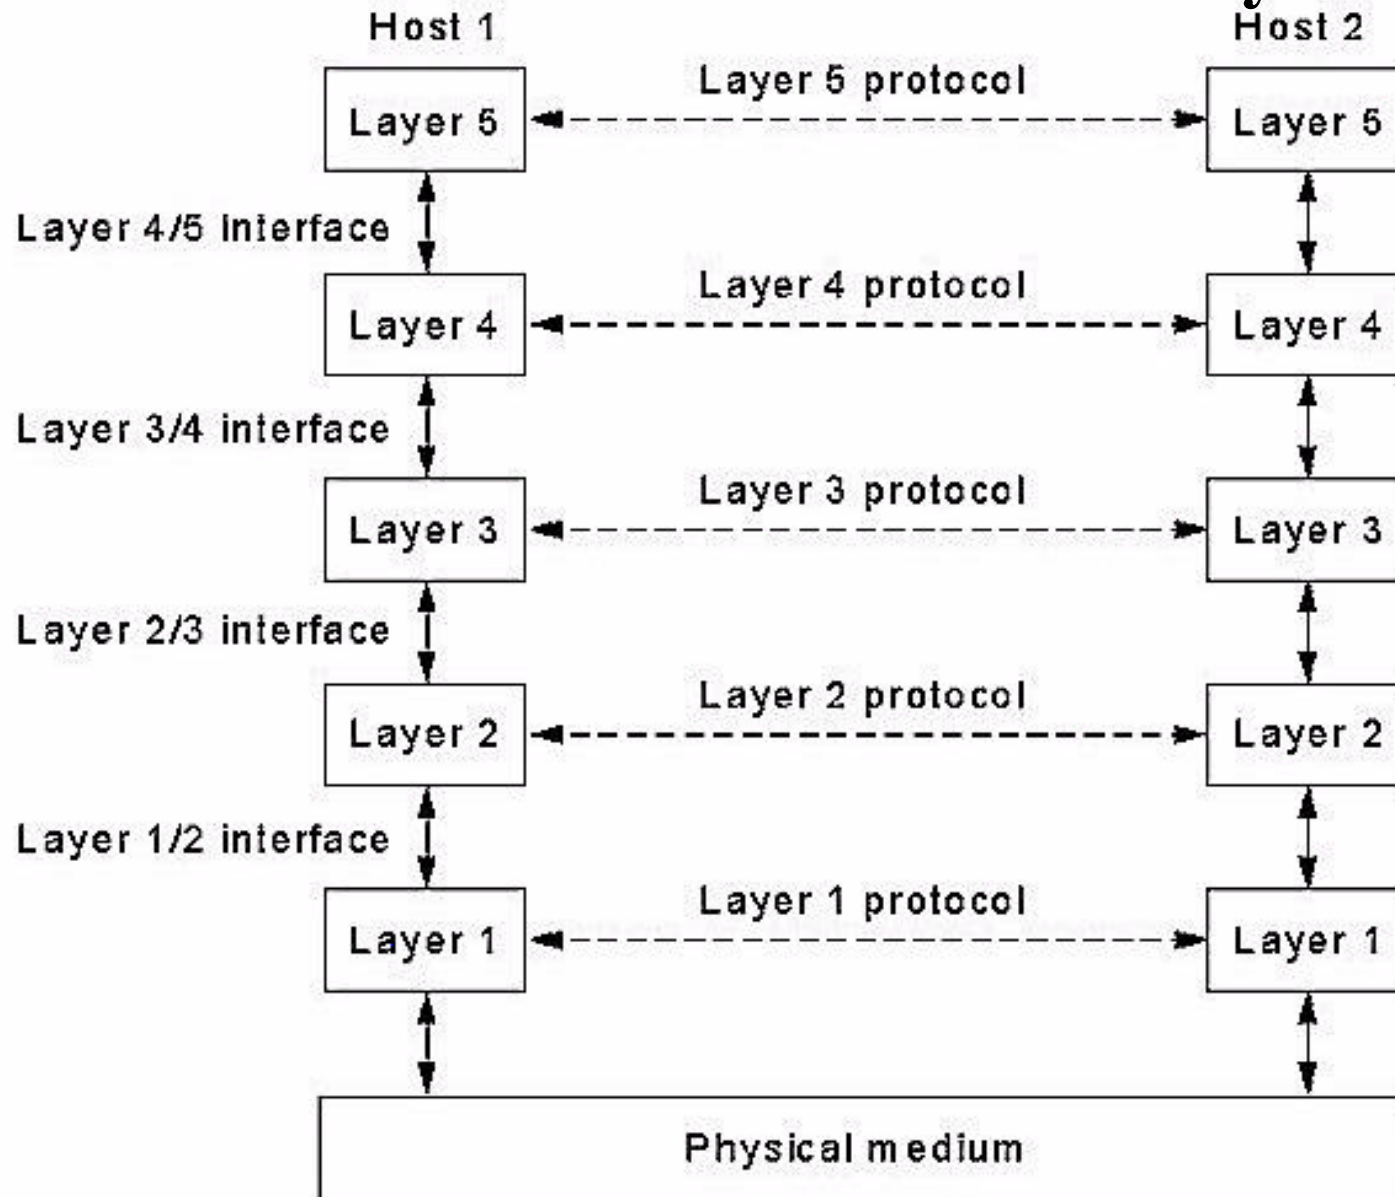 Host 1
Host 2
Layer 5 protocol
Layer 5
Layer 5
Layer 4/5 interface
Layer 4 protocol
Layer 4
Layer 4
Layer 3/4 interface
Layer 3 protocol
Layer 3
Layer 3
Layer 2/3 interface
Layer 2 protocol
Layer 2
Layer 2
Layer 1/2 interface
Layer 1 protocol
Layer 1
Layer 1
Physical medium